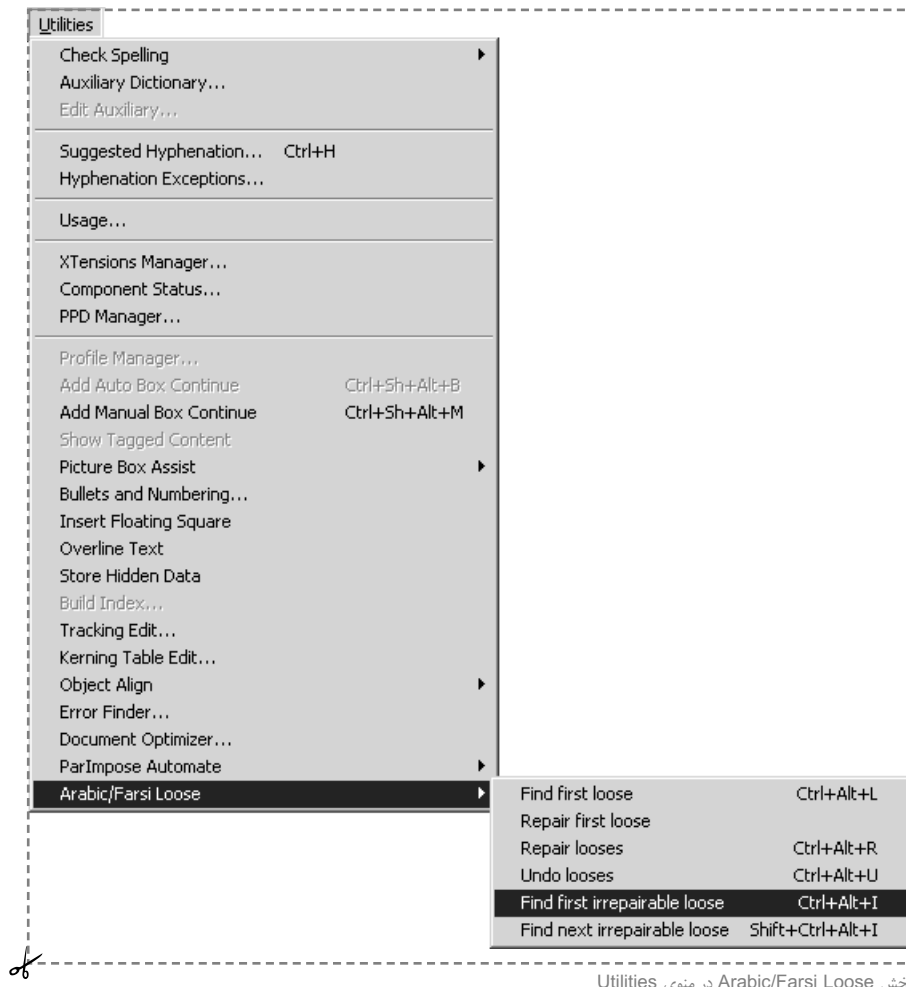 Utilities
Check Spelling
Auxiliary Dictionary...
Edit Auxiliary...
Suggested Hyphenation... Ctrl+H
Hyphenation Exceptions...
Usage...
XTensions Manager...
Component Status...
PPD Manager...
Profile Manager...
Add Auto Box Continue Ctrl+Sh+Alt+B
Add Manual Box Continue Ctrl+Sh+Alt+M
Show Tagged Content
Picture Box Assist
Bullets and Numbering...
Insert Floating Square
Overline Text
Store Hidden Data
Build Index...
Tracking Edit...
Kerning Table Edit...
Object Align
Error Finder...
Document Optimizer...
ParImpose Automate
Arabic/Farsi Loose
Find first loose Ctrl+Alt+L
Repair first loose
Repair looses Ctrl+Alt+R
Undo looses Ctrl+Alt+U
Find first irrepairable loose Ctrl+Alt+I
Find next irrepairable loose Shift+Ctrl+Alt+I
Arabic/Farsi Loose در منوی Utilities